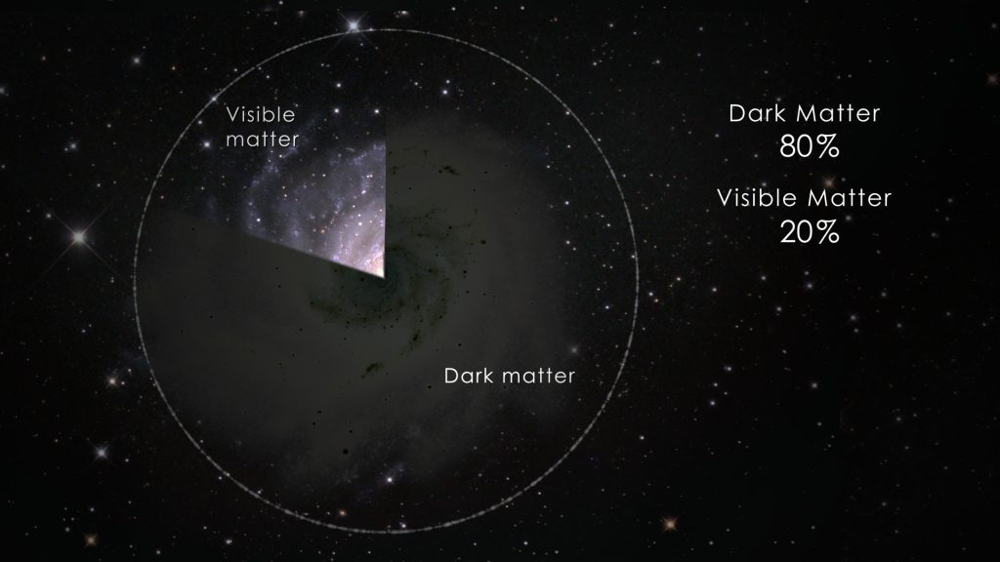 Visible
matter
Dark matter
Dark Matter
80%
Visible Matter
20%